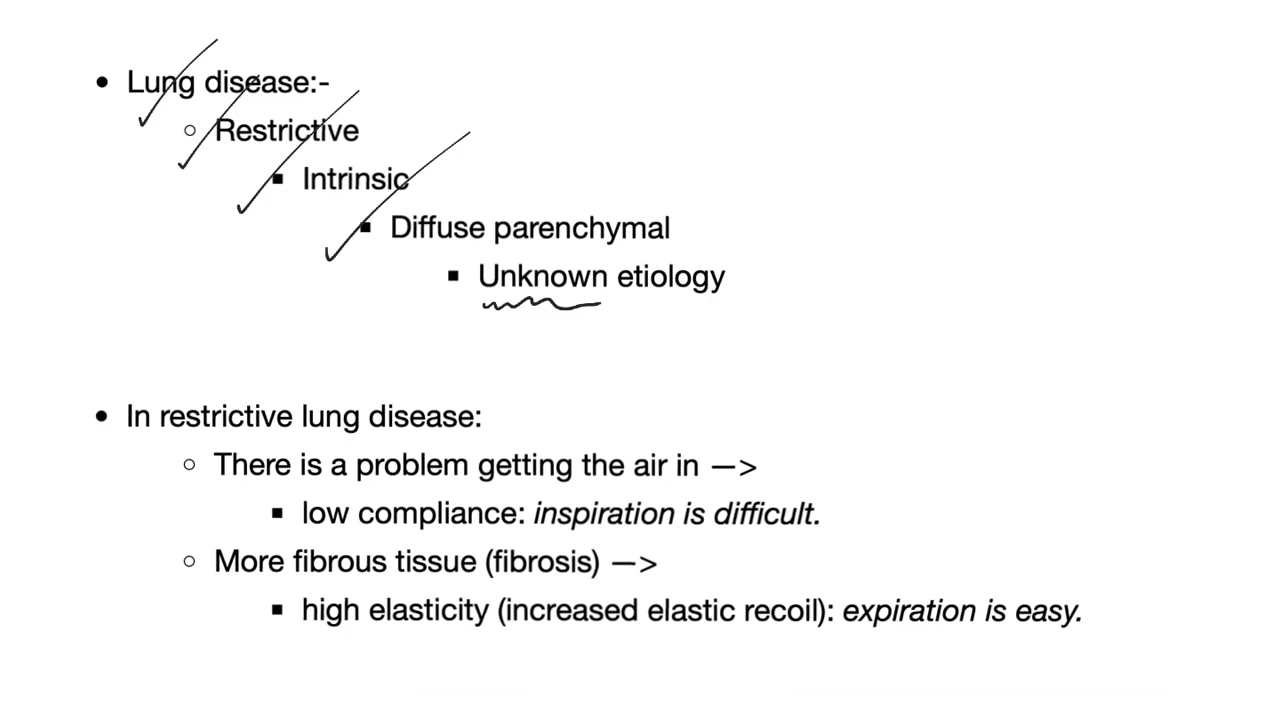 • Lung disease:-
○ Restrictive
▪ Intrinsic
▪ Diffuse parenchymal
▪ Unknown etiology
• In restrictive lung disease:
○ There is a problem getting the air in —>
▪ low compliance: inspiration is difficult.
○ More fibrous tissue (fibrosis) —>
▪ high elasticity (increased elastic recoil): expiration is easy.